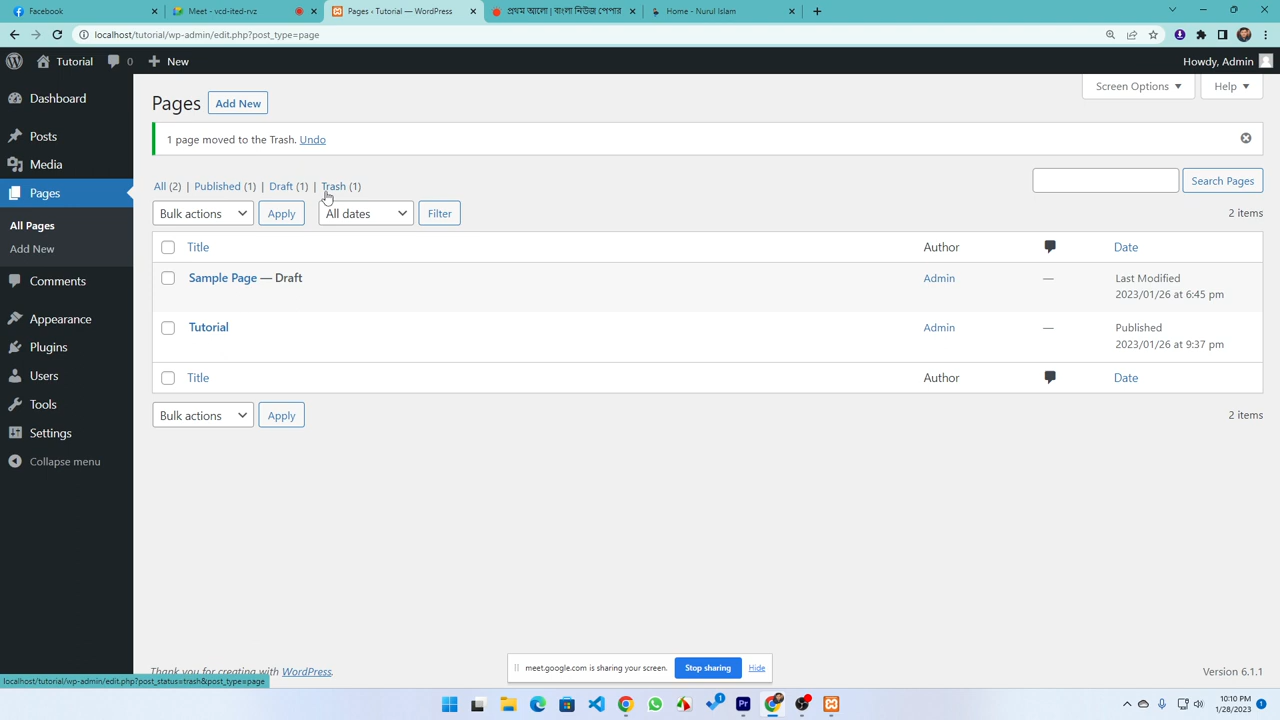 Facebook
Meet - vcd-ited-rvz
Pages ‹ Tutorial — WordPress
প্রথম আলো | বাংলা নিউজ পেপার
Home - Nurul Islam
localhost/tutorial/wp-admin/edit.php?post_type=page
Tutorial
0
New
Howdy, Admin
Dashboard
Posts
Media
Pages
All Pages
Add New
Comments
Appearance
Plugins
Users
Tools
Settings
Collapse menu
Screen Options
Help
Pages
Add New
1 page moved to the Trash. Undo
All (2) | Published (1) | Draft (1) | Trash (1)
Search Pages
Bulk actions
Apply
All dates
Filter
2 items
Title
Author
Date
Sample Page — Draft
Admin
—
Last Modified
2023/01/26 at 6:45 pm
Tutorial
Admin
—
Published
2023/01/26 at 9:37 pm
Title
Author
Date
Bulk actions
Apply
2 items
Thank you for creating with WordPress.
Version 6.1.1
meet.google.com is sharing your screen.
Stop sharing
Hide
localhost/tutorial/wp-admin/edit.php?post_status=trash&post_type=page
1
10:10 PM
1/28/2023
1